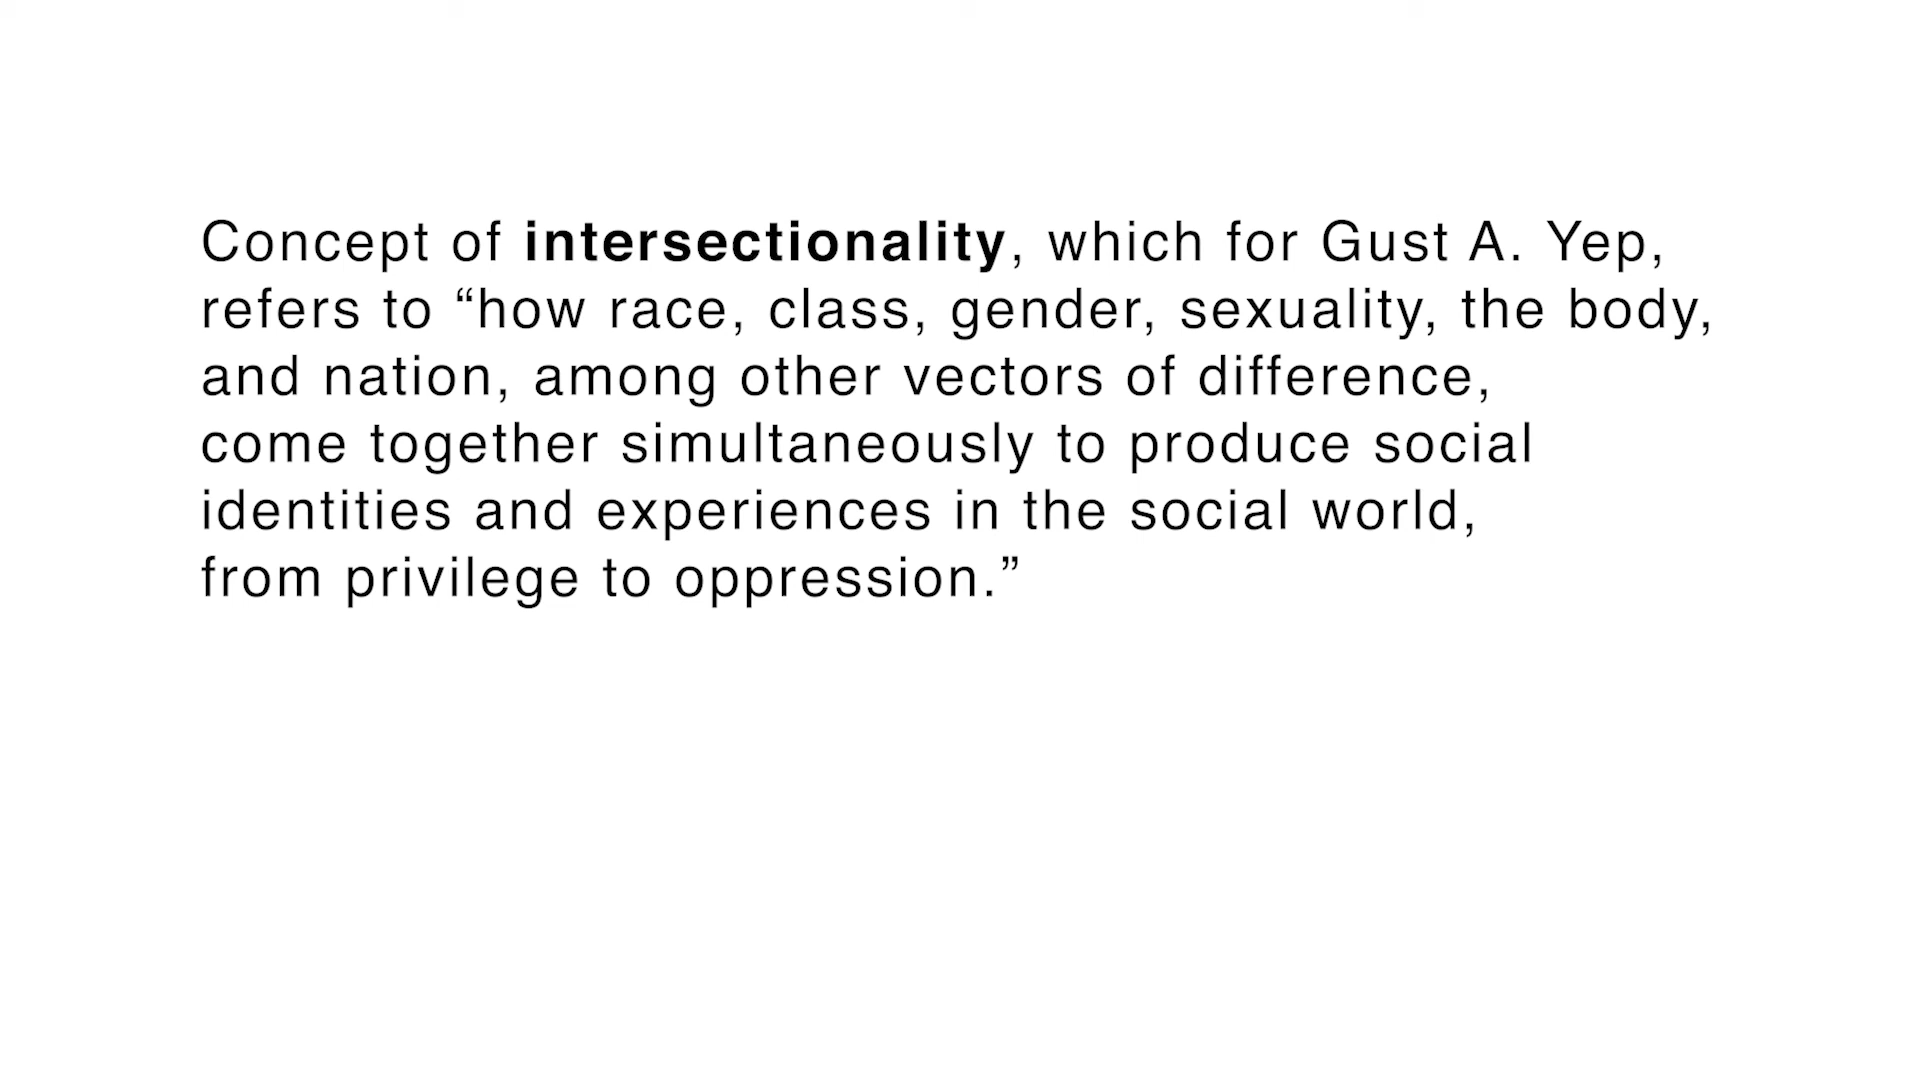 Concept of intersectionality, which for Gust A. Yep,
refers to “how race, class, gender, sexuality, the body,
and nation, among other vectors of difference,
come together simultaneously to produce social
identities and experiences in the social world,
from privilege to oppression.”